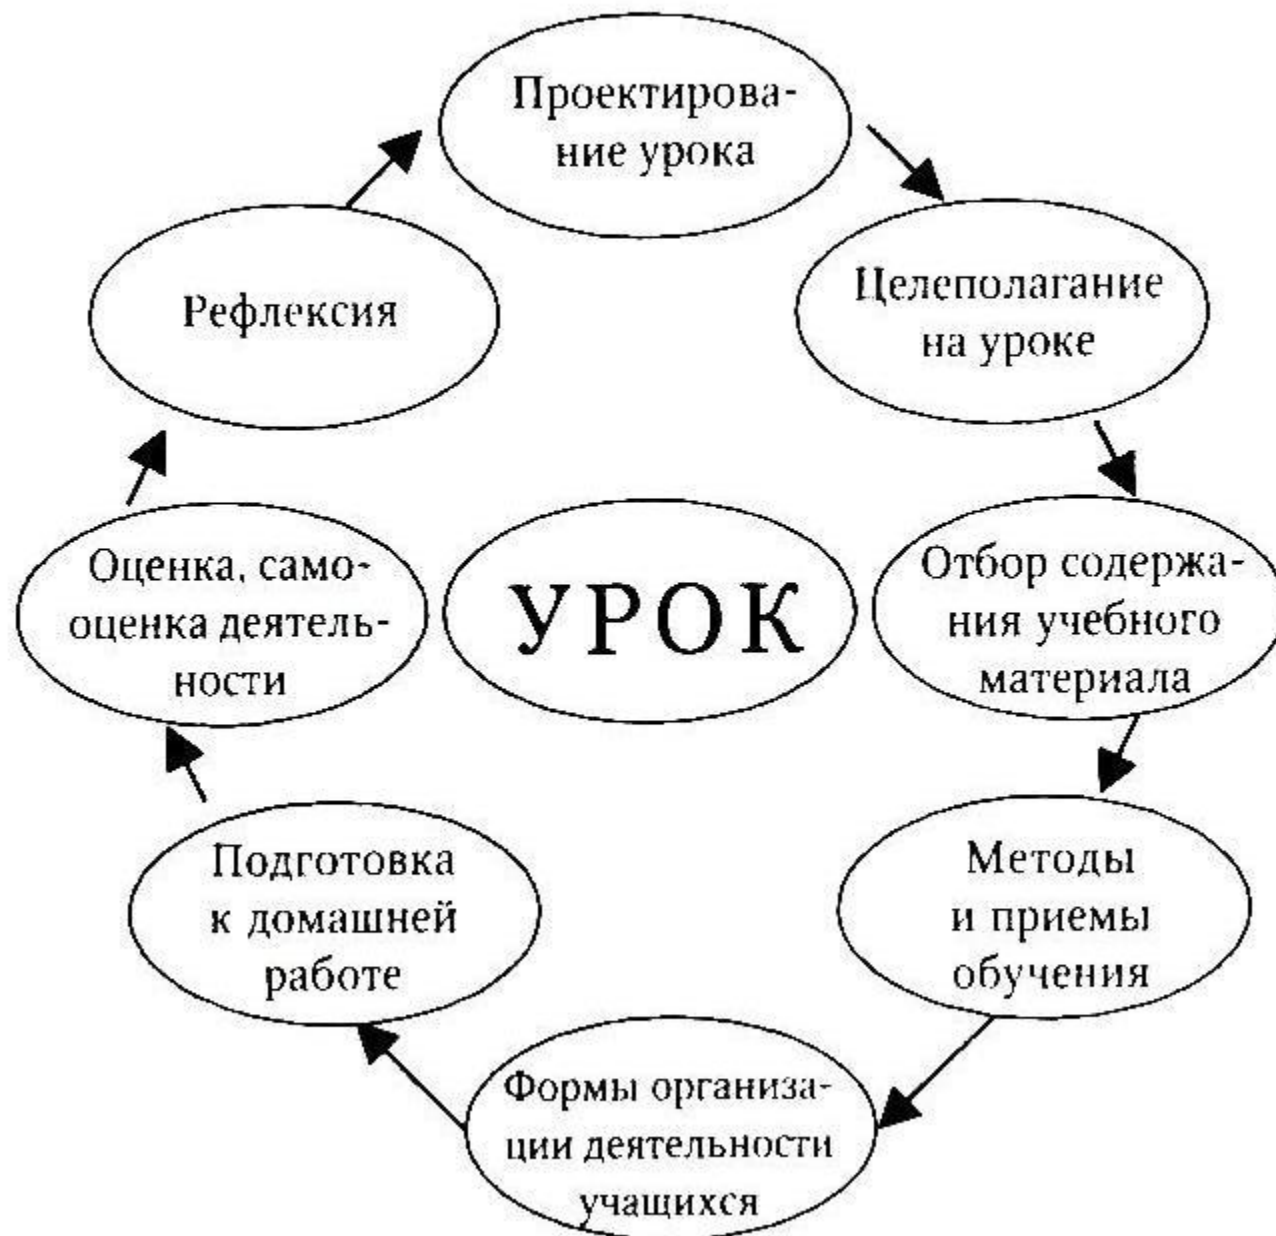 Проектирова-
ние урока
Целеполагание
на уроке
Отбор содержа-
ния учебного
материала
Методы
и приемы
обучения
Формы организа-
ции деятельности
учащихся
Подготовка
к домашней
работе
Оценка, само-
оценка деятель-
ности
Рефлексия
УРОК